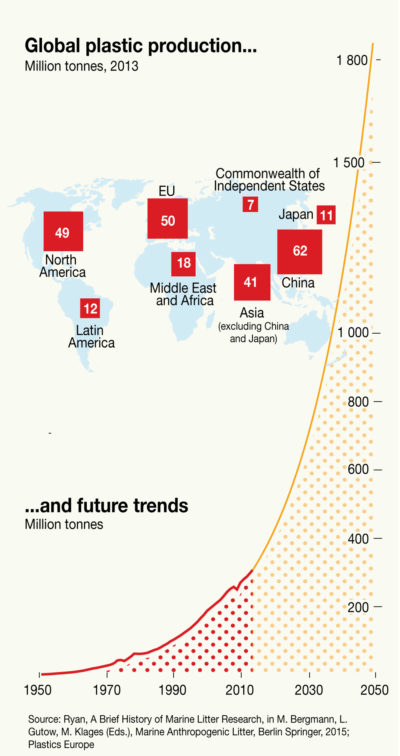 Global plastic production...
Million tonnes, 2013
1 800
1 500
Commonwealth of
Independent States
7
EU
50
Japan 11
49
North
America
18
Middle East
and Africa
62
China
41
Asia
(excluding China
and Japan)
12
Latin
America
1 000
800
600
...and future trends
Million tonnes
400
200
1950 1970 1990 2010 2030 2050
Source: Ryan, A Brief History of Marine Litter Research, in M. Bergmann, L.
Gutow, M. Klages (Eds.), Marine Anthropogenic Litter, Berlin Springer, 2015;
Plastics Europe